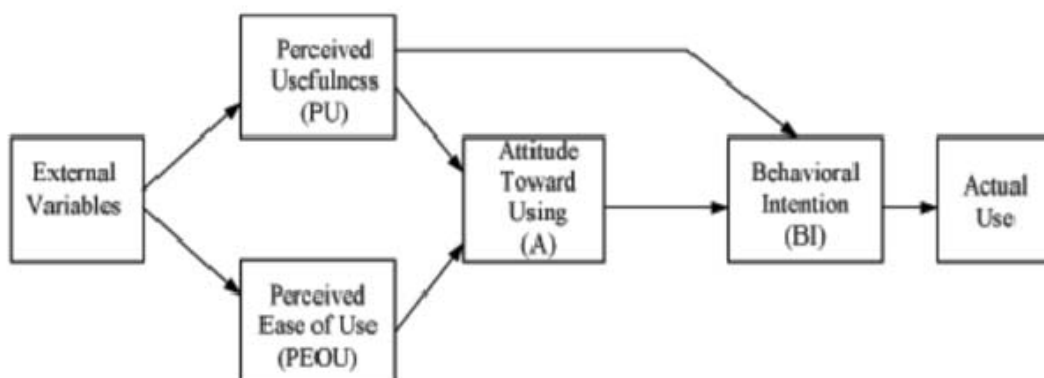 External
Variables
Perceived
Usefulness
(PU)
Perceived
Ease of Use
(PEOU)
Attitude
Toward
Using
(A)
Behavioral
Intention
(BI)
Actual
Use